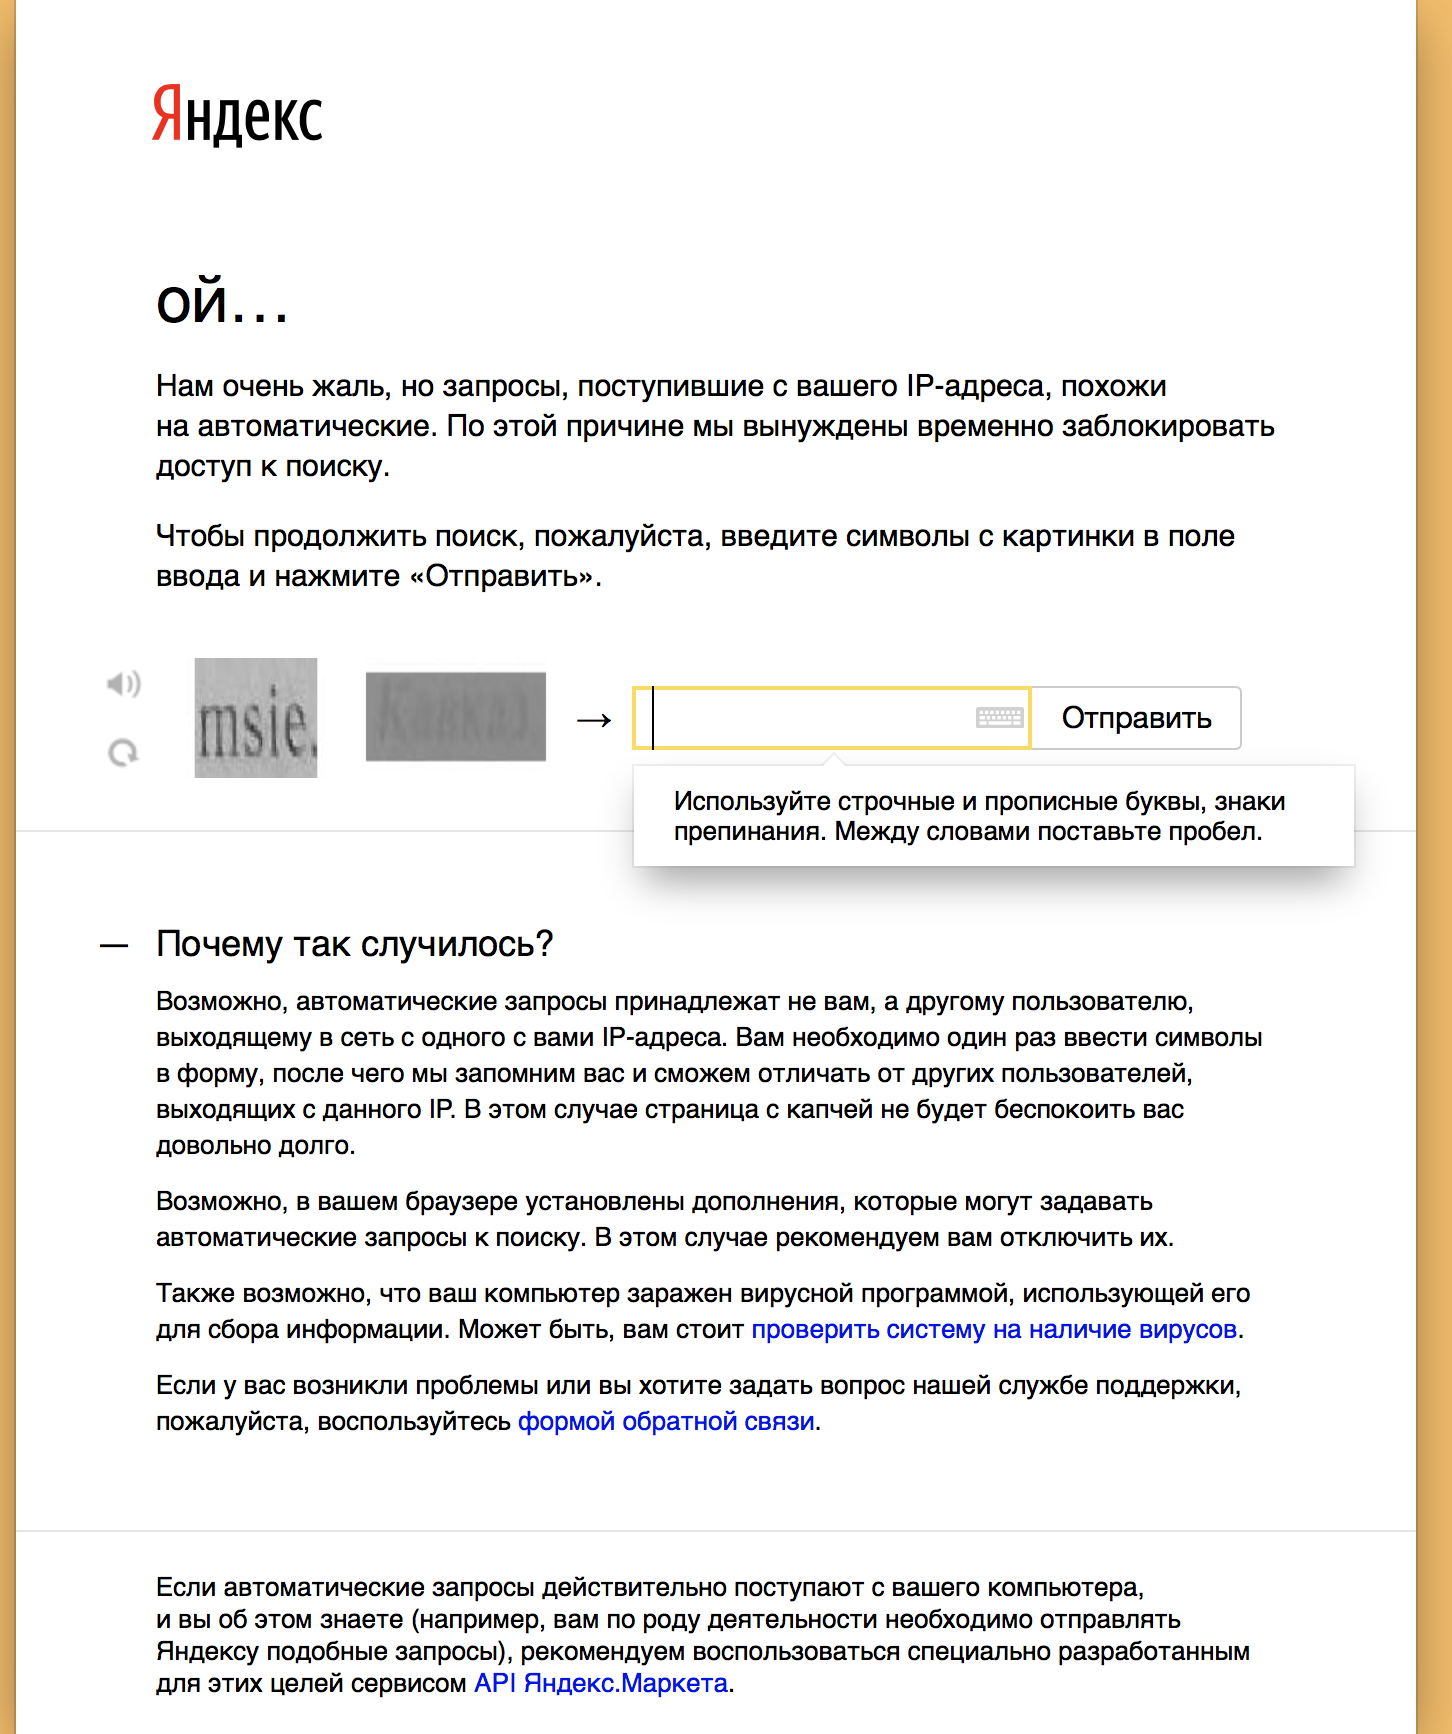 Яндекс
ой…
Нам очень жаль, но запросы, поступившие с вашего IP-адреса, похожи
на автоматические. По этой причине мы вынуждены временно заблокировать
доступ к поиску.
Чтобы продолжить поиск, пожалуйста, введите символы с картинки в поле
ввода и нажмите «Отправить».
msie. Кавказ →
Отправить
Используйте строчные и прописные буквы, знаки
препинания. Между словами поставьте пробел.
— Почему так случилось?
Возможно, автоматические запросы принадлежат не вам, а другому пользователю,
выходящему в сеть с одного с вами IP-адреса. Вам необходимо один раз ввести символы
в форму, после чего мы запомним вас и сможем отличать от других пользователей,
выходящих с данного IP. В этом случае страница с капчей не будет беспокоить вас
довольно долго.
Возможно, в вашем браузере установлены дополнения, которые могут задавать
автоматические запросы к поиску. В этом случае рекомендуем вам отключить их.
Также возможно, что ваш компьютер заражен вирусной программой, использующей его
для сбора информации. Может быть, вам стоит проверить систему на наличие вирусов.
Если у вас возникли проблемы или вы хотите задать вопрос нашей службе поддержки,
пожалуйста, воспользуйтесь формой обратной связи.
Если автоматические запросы действительно поступают с вашего компьютера,
и вы об этом знаете (например, вам по роду деятельности необходимо отправлять
Яндексу подобные запросы), рекомендуем воспользоваться специально разработанным
для этих целей сервисом API Яндекс.Маркета.